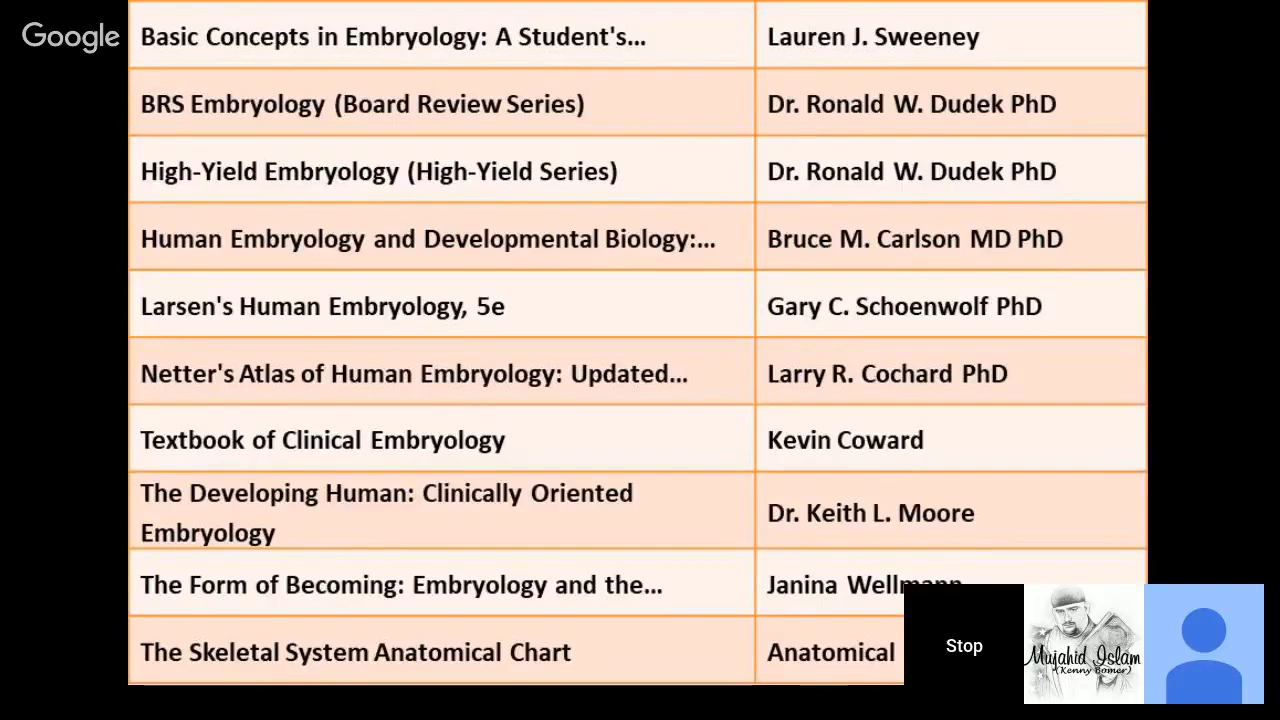 Google
Basic Concepts in Embryology: A Student's... Lauren J. Sweeney
BRS Embryology (Board Review Series) Dr. Ronald W. Dudek PhD
High-Yield Embryology (High-Yield Series) Dr. Ronald W. Dudek PhD
Human Embryology and Developmental Biology:... Bruce M. Carlson MD PhD
Larsen's Human Embryology, 5e Gary C. Schoenwolf PhD
Netter's Atlas of Human Embryology: Updated... Larry R. Cochard PhD
Textbook of Clinical Embryology Kevin Coward
The Developing Human: Clinically Oriented
Embryology Dr. Keith L. Moore
The Form of Becoming: Embryology and the... Janina Wellmann
The Skeletal System Anatomical Chart Anatomical
Stop
Mujahid Islam
(Kenny Bomer)